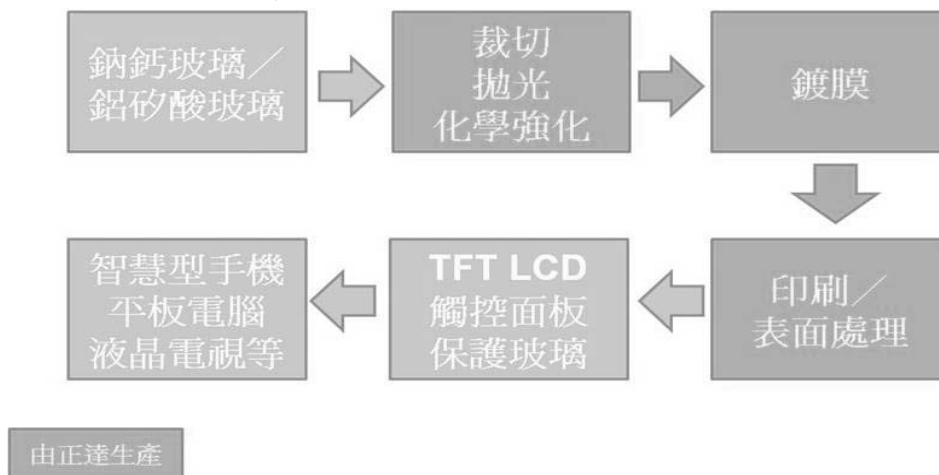 鈉鈣玻璃／
鋁矽酸玻璃
裁切
拋光
化學強化
鍍膜
印刷／
表面處理
TFT LCD
觸控面板
保護玻璃
智慧型手機
平板電腦
液晶電視等
由正達生產